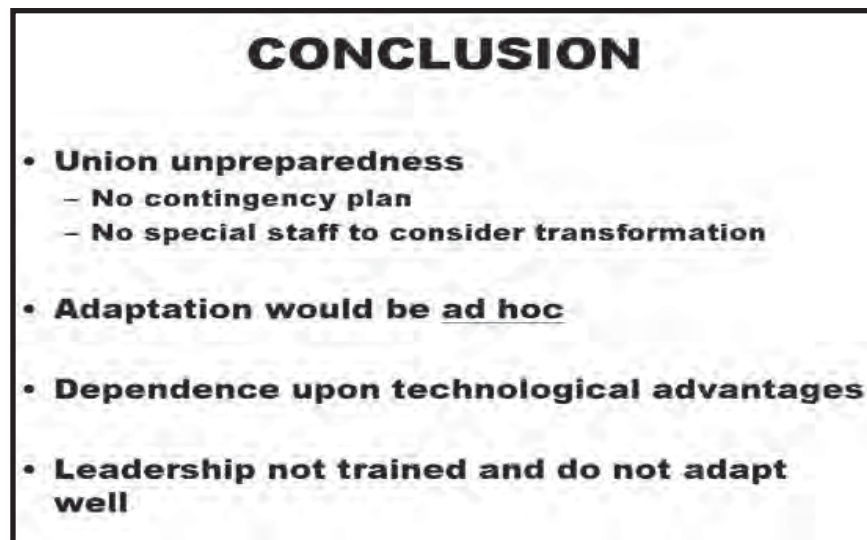 CONCLUSION
• Union unpreparedness
– No contingency plan
– No special staff to consider transformation
• Adaptation would be ad hoc
• Dependence upon technological advantages
• Leadership not trained and do not adapt
well